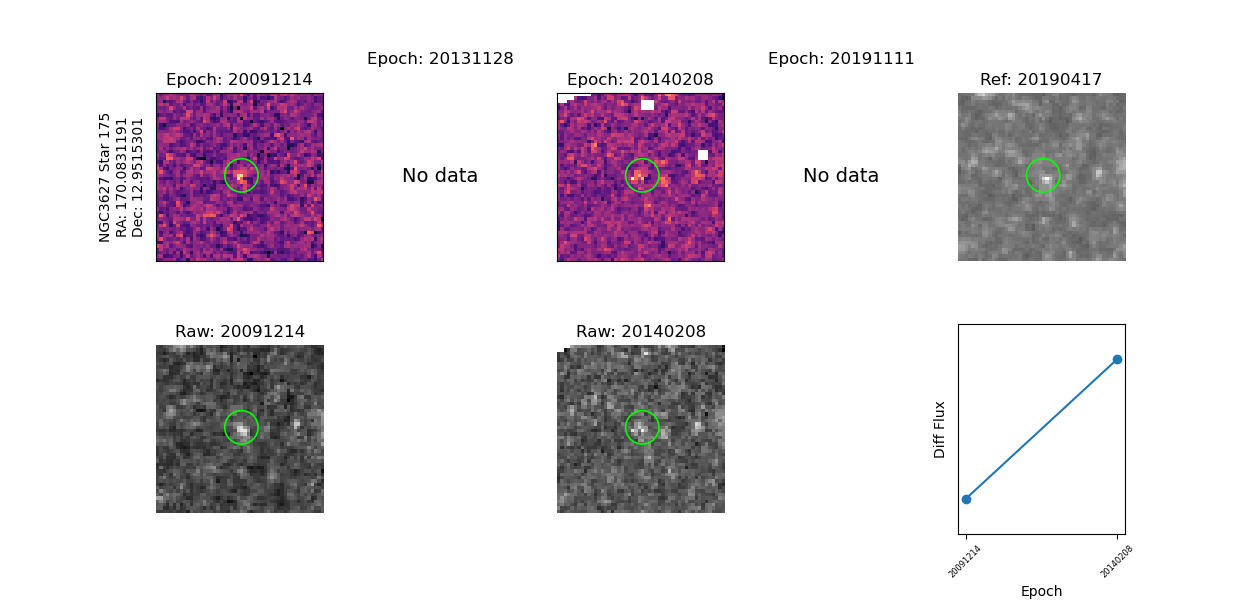 Epoch: 20131128
Epoch: 20191111
Epoch: 20091214
Epoch: 20140208
Ref: 20190417
NGC3627 Star 175
RA: 170.0831191
Dec: 12.9515301
No data
No data
Raw: 20091214
Raw: 20140208
Diff Flux
20091214
20140208
Epoch